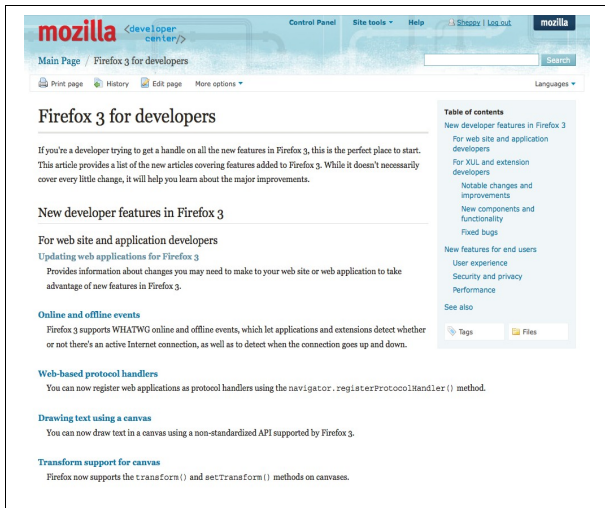 mozilla <developer center/>
Control Panel Site tools Help Sheppy | Log out mozilla
Main Page / Firefox 3 for developers
Search
Print page History Edit page More options Languages
Firefox 3 for developers
If you're a developer trying to get a handle on all the new features in Firefox 3, this is the perfect place to start.
This article provides a list of the new articles covering features added to Firefox 3. While it doesn't necessarily
cover every little change, it will help you learn about the major improvements.
New developer features in Firefox 3
For web site and application developers
Updating web applications for Firefox 3
Provides information about changes you may need to make to your web site or web application to take
advantage of new features in Firefox 3.
Online and offline events
Firefox 3 supports WHATWG online and offline events, which let applications and extensions detect whether
or not there's an active Internet connection, as well as to detect when the connection goes up and down.
Web-based protocol handlers
You can now register web applications as protocol handlers using the navigator.registerProtocolHandler() method.
Drawing text using a canvas
You can now draw text in a canvas using a non-standardized API supported by Firefox 3.
Transform support for canvas
Firefox now supports the transform() and setTransform() methods on canvases.
Table of contents
New developer features in Firefox 3
For web site and application
developers
For XUL and extension
developers
Notable changes and
improvements
New components and
functionality
Fixed bugs
New features for end users
User experience
Security and privacy
Performance
See also
Tags Files